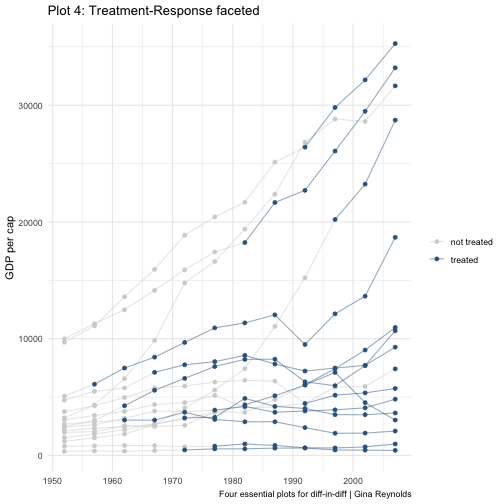 Plot 4: Treatment-Response faceted
GDP per cap
30000
20000
10000
0
1950
1960
1970
1980
1990
2000
not treated
treated
Four essential plots for diff-in-diff | Gina Reynolds